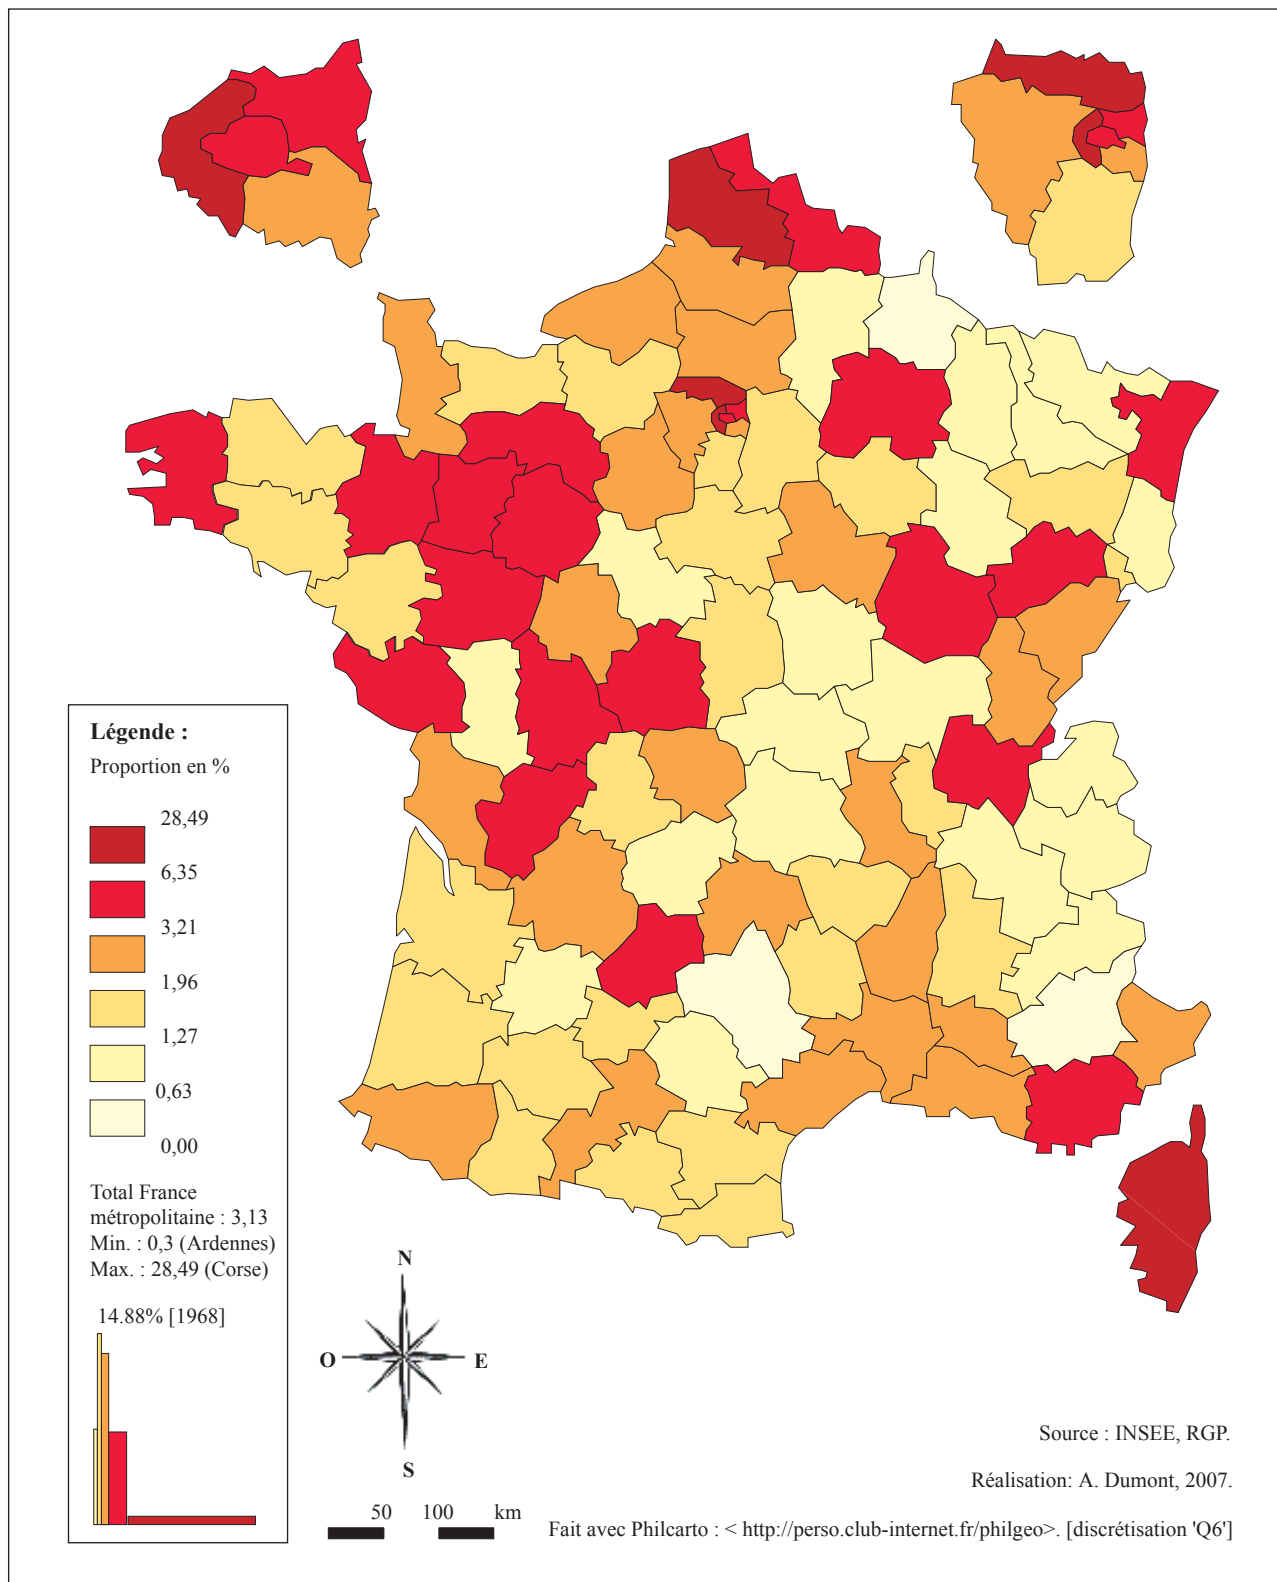 Légende :
Proportion en %
28,49
6,35
3,21
1,96
1,27
0,63
0,00
Total France
métropolitaine : 3,13
Min. : 0,3 (Ardennes)
Max. : 28,49 (Corse)
14.88% [1968]
N
O
E
S
50 100 km
Source : INSEE, RGP.
Réalisation: A. Dumont, 2007.
Fait avec Philcarto : < http://perso.club-internet.fr/philgeo>. [discrétisation 'Q6']